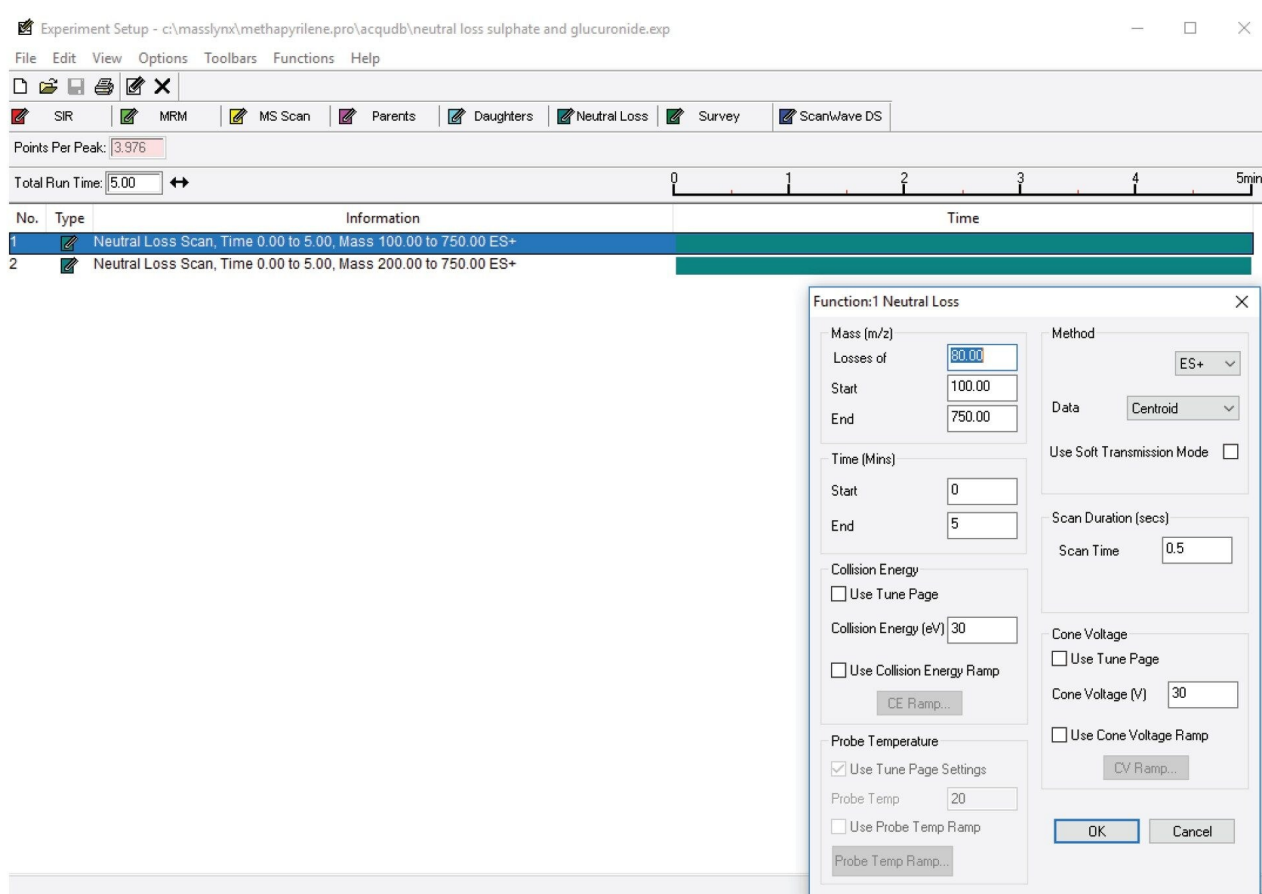 Experiment Setup - c:\masslynx\methapyrilene.pro\acqudb\neutral loss sulphate and glucuronide.exp
File Edit View Options Toolbars Functions Help
SIR MRM MS Scan Parents Daughters Neutral Loss Survey ScanWave DS
Points Per Peak: 3.976
Total Run Time: 5.00 0 1 2 3 4 5min
No. Type Information Time
1 Neutral Loss Scan, Time 0.00 to 5.00, Mass 100.00 to 750.00 ES+
2 Neutral Loss Scan, Time 0.00 to 5.00, Mass 200.00 to 750.00 ES+
Function:1 Neutral Loss
Mass (m/z)
Losses of 80.00
Start 100.00
End 750.00
Time (Mins)
Start 0
End 5
Collision Energy
Use Tune Page
Collision Energy (eV) 30
Use Collision Energy Ramp
CE Ramp...
Probe Temperature
Use Tune Page Settings
Probe Temp 20
Use Probe Temp Ramp
Probe Temp Ramp...
Method
ES+
Data Centroid
Use Soft Transmission Mode
Scan Duration (secs)
Scan Time 0.5
Cone Voltage
Use Tune Page
Cone Voltage (V) 30
Use Cone Voltage Ramp
CV Ramp...
OK Cancel